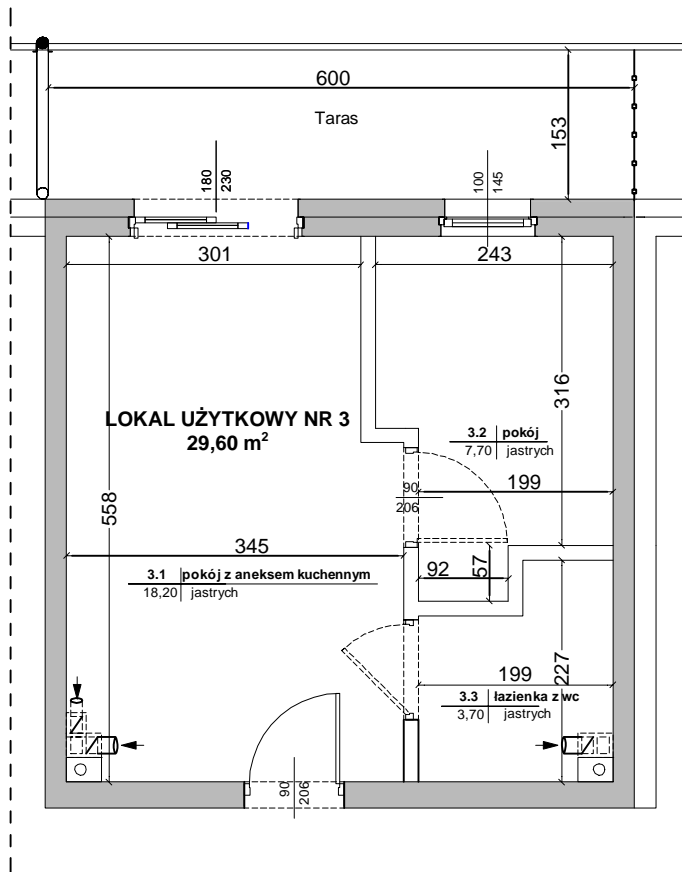 600
Taras
153
180
230
100
145
301
243
LOKAL UŻYTKOWY NR 3
29,60 m²
316
3.2 pokój
7,70 jastrych
558
90
206
199
345
92
57
3.1 pokój z aneksem kuchennym
18,20 jastrych
199
227
3.3 łazienka z wc
3,70 jastrych
90
206